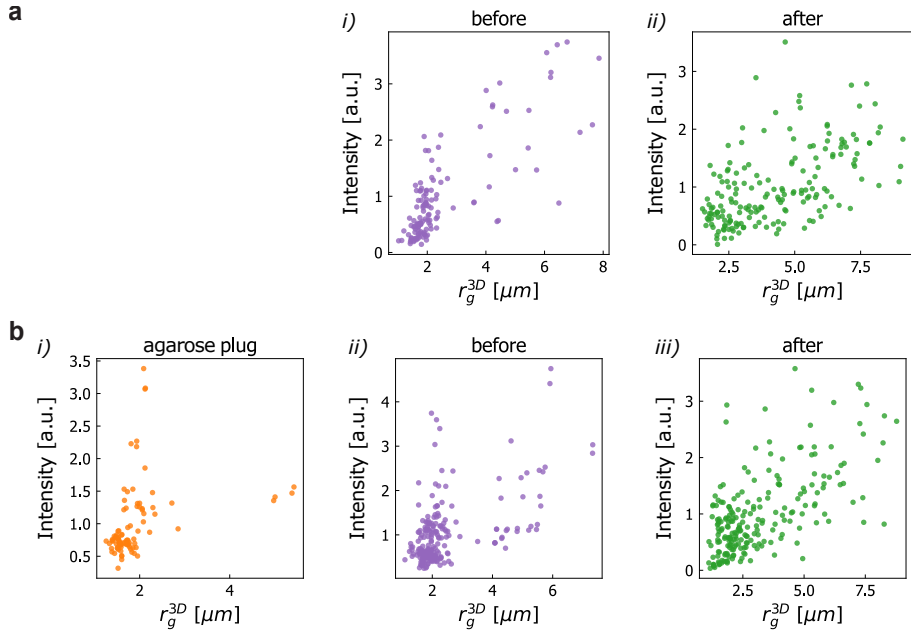 a
i)
before
ii)
after
Intensity [a.u.]
3
2
1
0
2
4
6
8
r_g^{3D} [μm]
Intensity [a.u.]
3
2
1
0
2.5
5.0
7.5
r_g^{3D} [μm]
b
i)
agarose plug
ii)
before
iii)
after
Intensity [a.u.]
3.5
3.0
2.5
2.0
1.5
1.0
0.5
2
4
r_g^{3D} [μm]
Intensity [a.u.]
4
3
2
1
2
4
6
r_g^{3D} [μm]
Intensity [a.u.]
3
2
1
0
2.5
5.0
7.5
r_g^{3D} [μm]